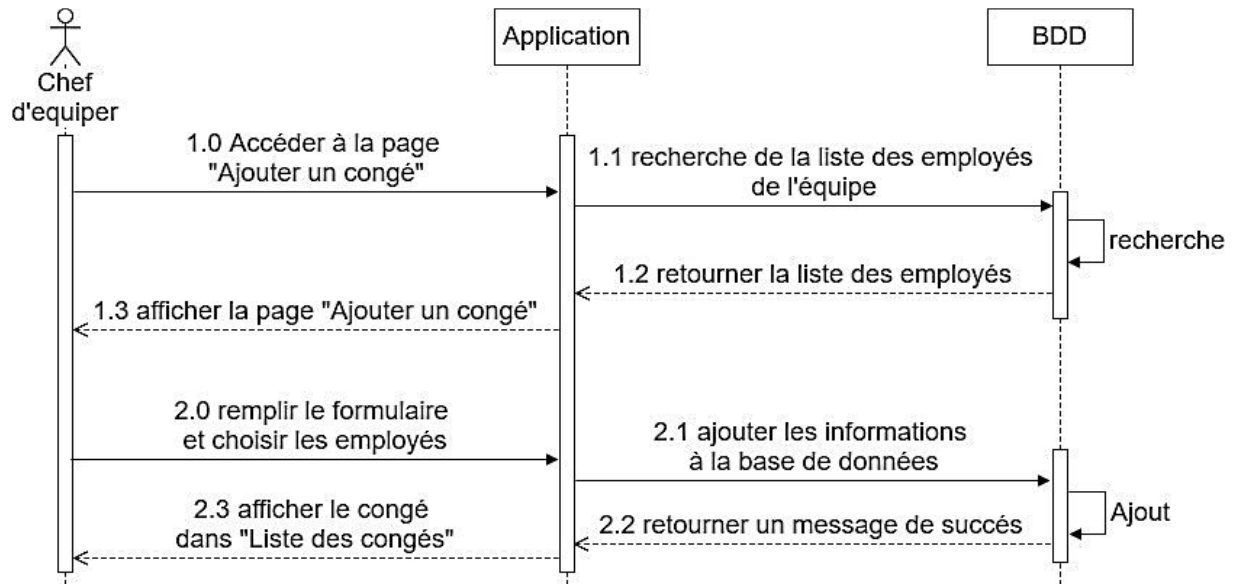 Application
BDD
Chef
d'equiper
1.0 Accéder à la page
"Ajouter un congé"
1.1 recherche de la liste des employés
de l'équipe
recherche
1.2 retourner la liste des employés
1.3 afficher la page "Ajouter un congé"
2.0 remplir le formulaire
et choisir les employés
2.1 ajouter les informations
à la base de données
Ajout
2.2 retourner un message de succés
2.3 afficher le congé
dans "Liste des congés"